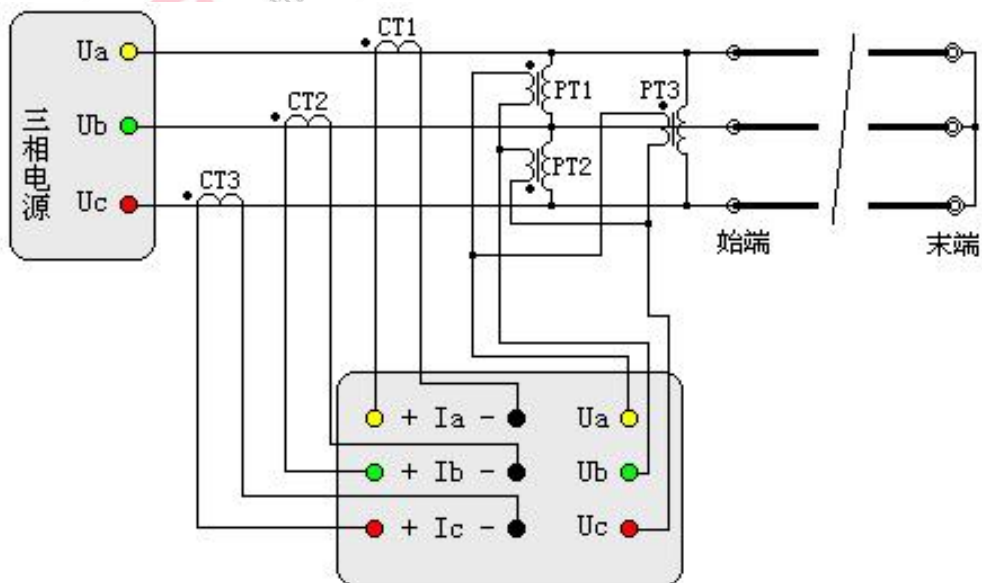 CT1
Ua
CT2
PT1
PT3
Ub
三相电源
PT2
CT3
Uc
始端
末端
+ Ia -
Ua
+ Ib -
Ub
+ Ic -
Uc